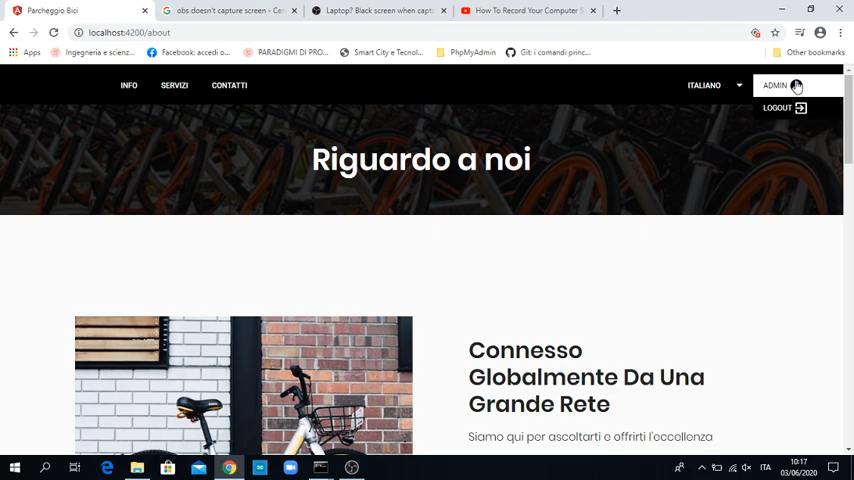 Parcheggio Bici
obs doesn't capture screen - Cer
Laptop? Black screen when captu
How To Record Your Computer S
localhost:4200/about
Apps
Ingegneria e scienz...
Facebook: accedi o...
PARADIGMI DI PRO...
Smart City e Tecnol...
PhpMyAdmin
Git: i comandi princ...
Other bookmarks
INFO
SERVIZI
CONTATTI
ITALIANO
ADMIN
LOGOUT
Riguardo a noi
Connesso
Globalmente Da Una
Grande Rete
Siamo qui per ascoltarti e offrirti l'eccellenza
ITA
10:17
03/06/2020